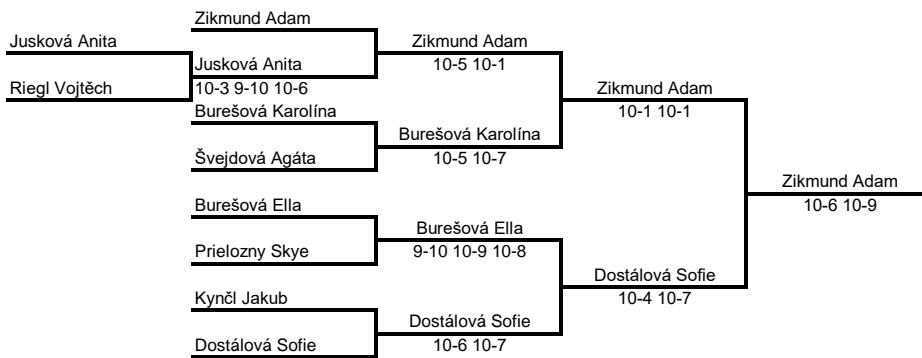 Zikmund Adam
Jusková Anita
Zikmund Adam
Jusková Anita
10-5 10-1
Riegl Vojtěch
10-3 9-10 10-6
Zikmund Adam
10-1 10-1
Burešová Karolína
Burešová Karolína
Švejdová Agáta
10-5 10-7
Zikmund Adam
10-6 10-9
Burešová Ella
Burešová Ella
Prielozny Skye
9-10 10-9 10-8
Dostálová Sofie
Kynčl Jakub
10-4 10-7
Dostálová Sofie
Dostálová Sofie
10-6 10-7